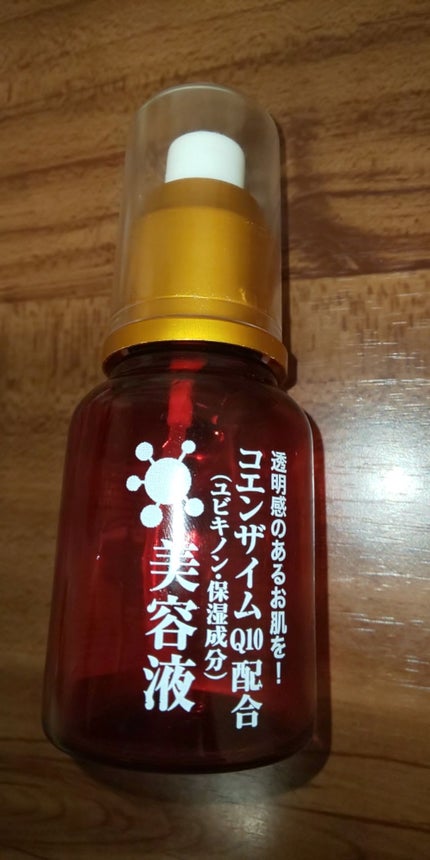 透明感のあるお肌を!
コエンザイムQ10配合
(ユビキノン・保湿成分)
美容液